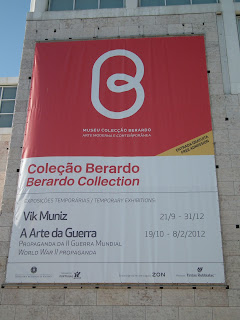 MUSEU COLECÇÃO BERARDO
ARTE MODERNA E CONTEMPORÂNEA
ENTRADA GRATUITA
FREE ADMISSION
Coleção Berardo
Berardo Collection
EXPOSIÇÕES TEMPORÁRIAS / TEMPORARY EXHIBITIONS
Vik Muniz 21/9 - 31/12
A Arte da Guerra 19/10 - 8/2/2012
PROPAGANDA DA II GUERRA MUNDIAL
WORLD WAR II PROPAGANDA
ZON